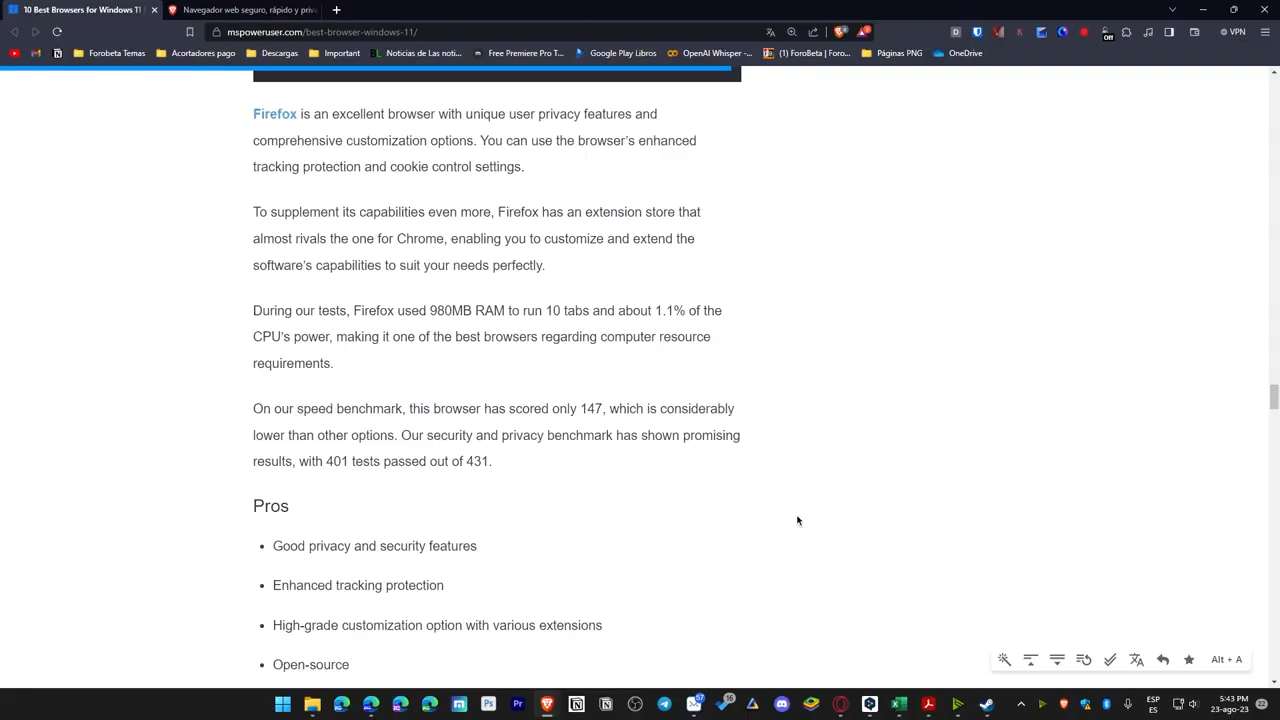 10 Best Browsers for Windows 11
Navegador web seguro, rápido y priv
mspoweruser.com/best-browser-windows-11/
VPN
Off
Forobeta Temas
Acortadores pago
Descargas
Important
Noticias de Las noti...
Free Premiere Pro T...
Google Play Libros
OpenAI Whisper -...
(1) ForoBeta - Foro...
Páginas PNG
OneDrive
Firefox is an excellent browser with unique user privacy features and
comprehensive customization options. You can use the browser's enhanced
tracking protection and cookie control settings.
To supplement its capabilities even more, Firefox has an extension store that
almost rivals the one for Chrome, enabling you to customize and extend the
software's capabilities to suit your needs perfectly.
During our tests, Firefox used 980MB RAM to run 10 tabs and about 1.1% of the
CPU's power, making it one of the best browsers regarding computer resource
requirements.
On our speed benchmark, this browser has scored only 147, which is considerably
lower than other options. Our security and privacy benchmark has shown promising
results, with 401 tests passed out of 431.
Pros
• Good privacy and security features
• Enhanced tracking protection
• High-grade customization option with various extensions
• Open-source
Alt + A
57
16
ESP
ES
5:43 PM
23-ago-23